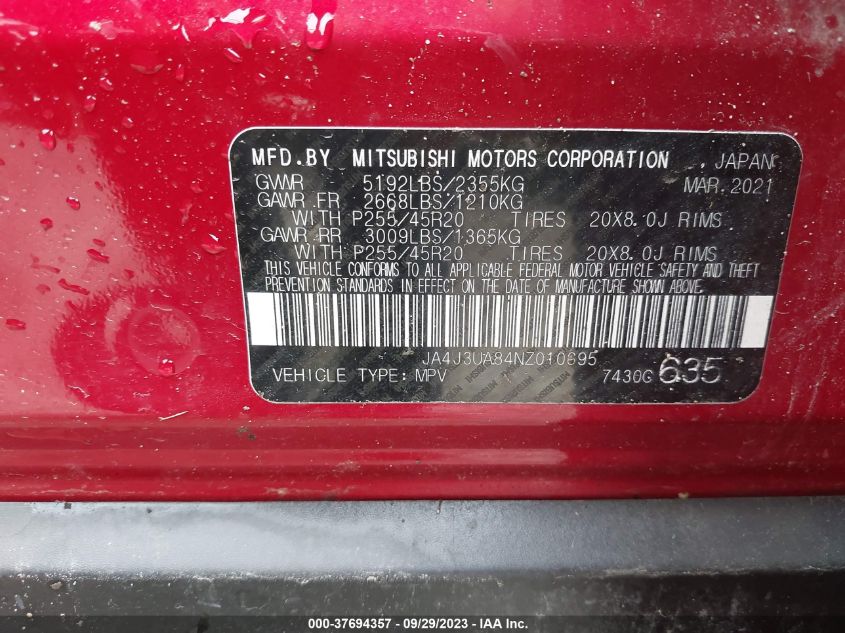 MFD.BY MITSUBISHI MOTORS CORPORATION , JAPAN
GVWR 5192LBS/2355KG MAR.2021
GAWR.FR 2668LBS/1210KG
WITH P255/45R20 TIRES 20X8.0J RIMS
GAWR.RR 3009LBS/1365KG
WITH P255/45R20 TIRES 20X8.0J RIMS
THIS VEHICLE CONFORMS TO ALL APPLICABLE FEDERAL MOTOR VEHICLE SAFETY AND THEFT
PREVENTION STANDARDS IN EFFECT ON THE DATE OF MANUFACTURE SHOWN ABOVE.
JA4J3UA84NZ010695
VEHICLE TYPE: MPV 7430G 635
000-37694357 / 09/29/2023 - IAA Inc.